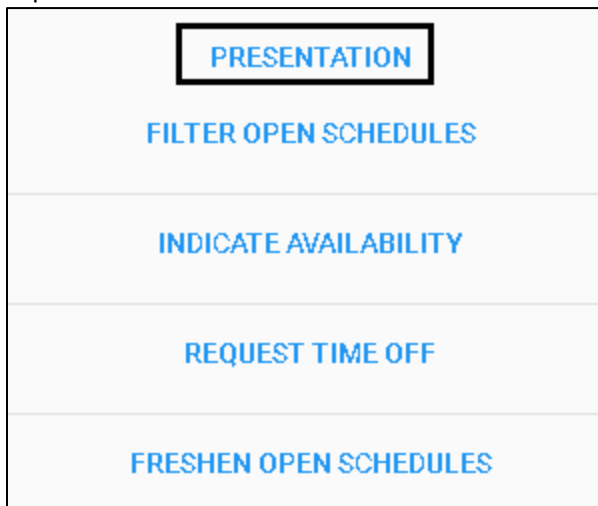 PRESENTATION
FILTER OPEN SCHEDULES
INDICATE AVAILABILITY
REQUEST TIME OFF
FRESHEN OPEN SCHEDULES